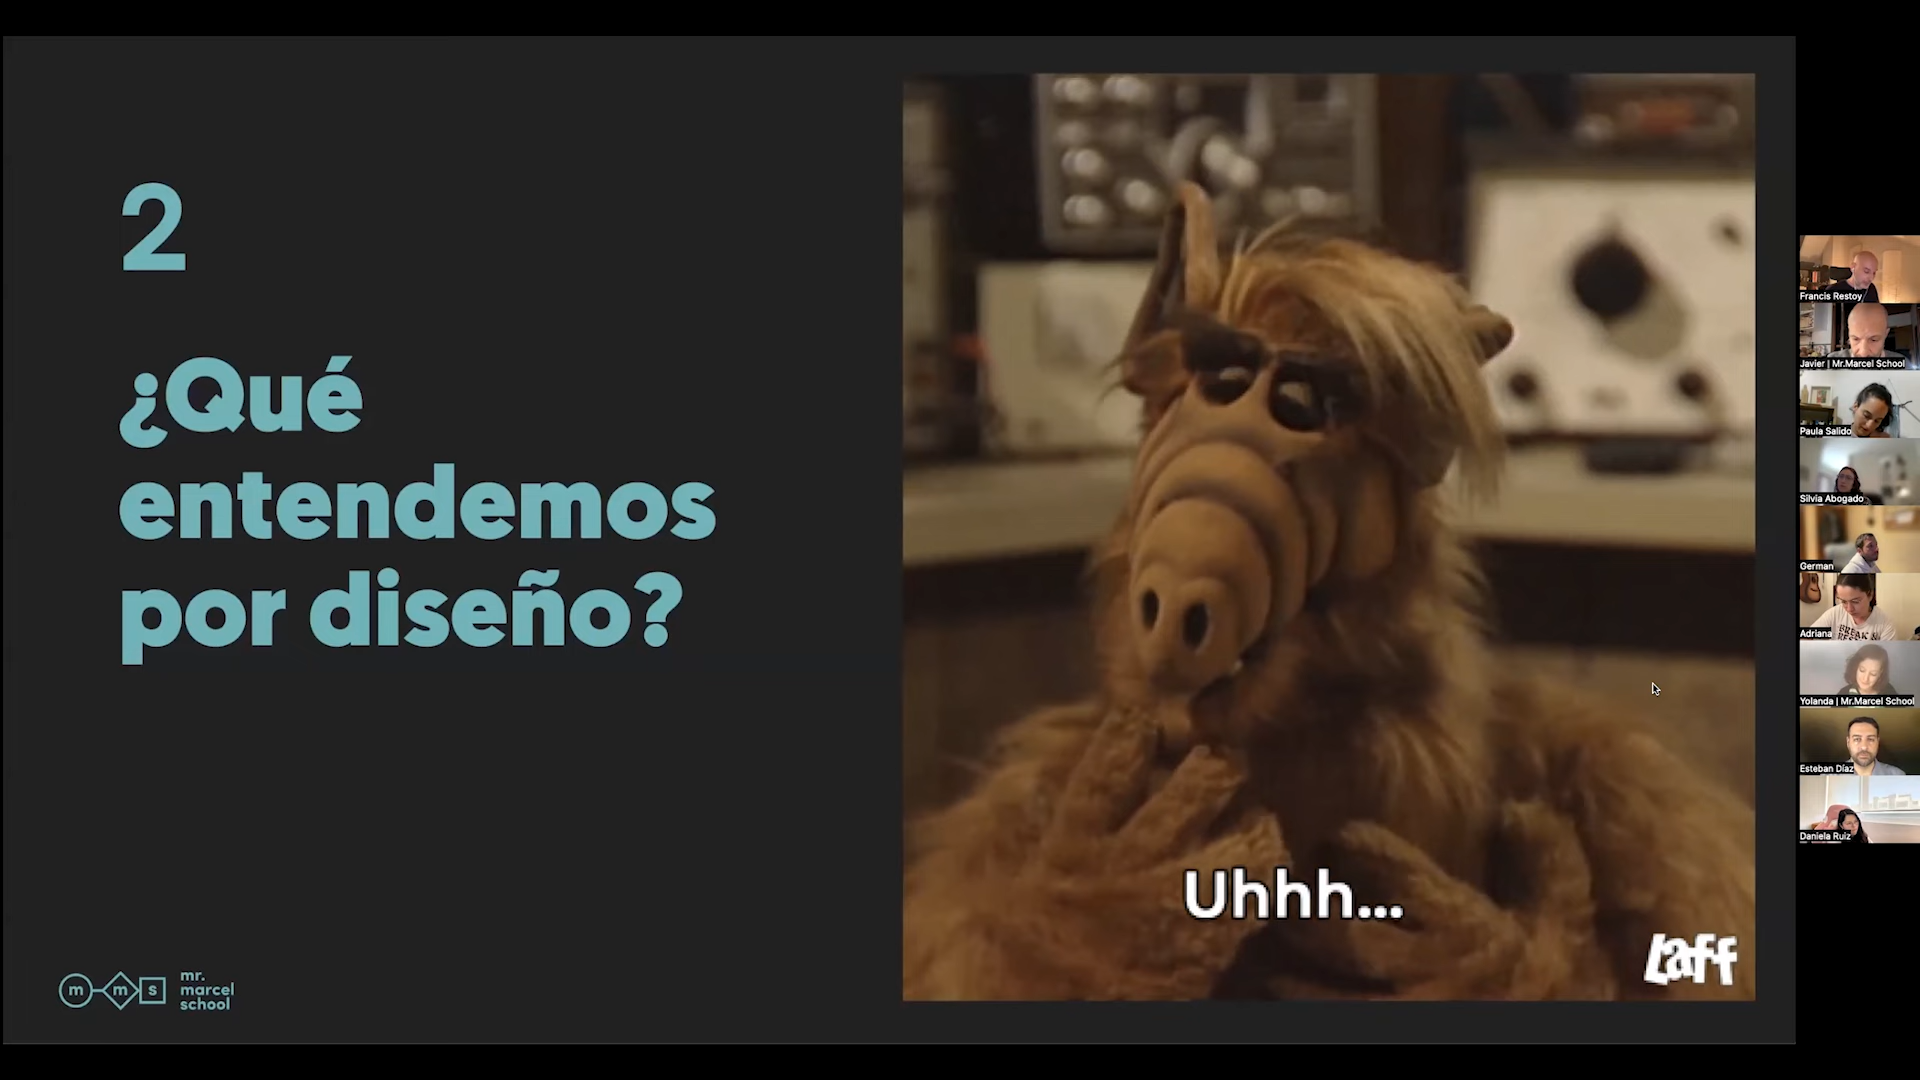 2
¿Qué
entendemos
por diseño?
Uhhh...
Laff
m m s
mr.
marcel
school
Francis Restoy
Javier | Mr.Marcel School
Paula Salido
Silvia Abogado
German
Adriana
BREAK &
Yolanda | Mr.Marcel School
Esteban Díaz
Daniela Ruiz